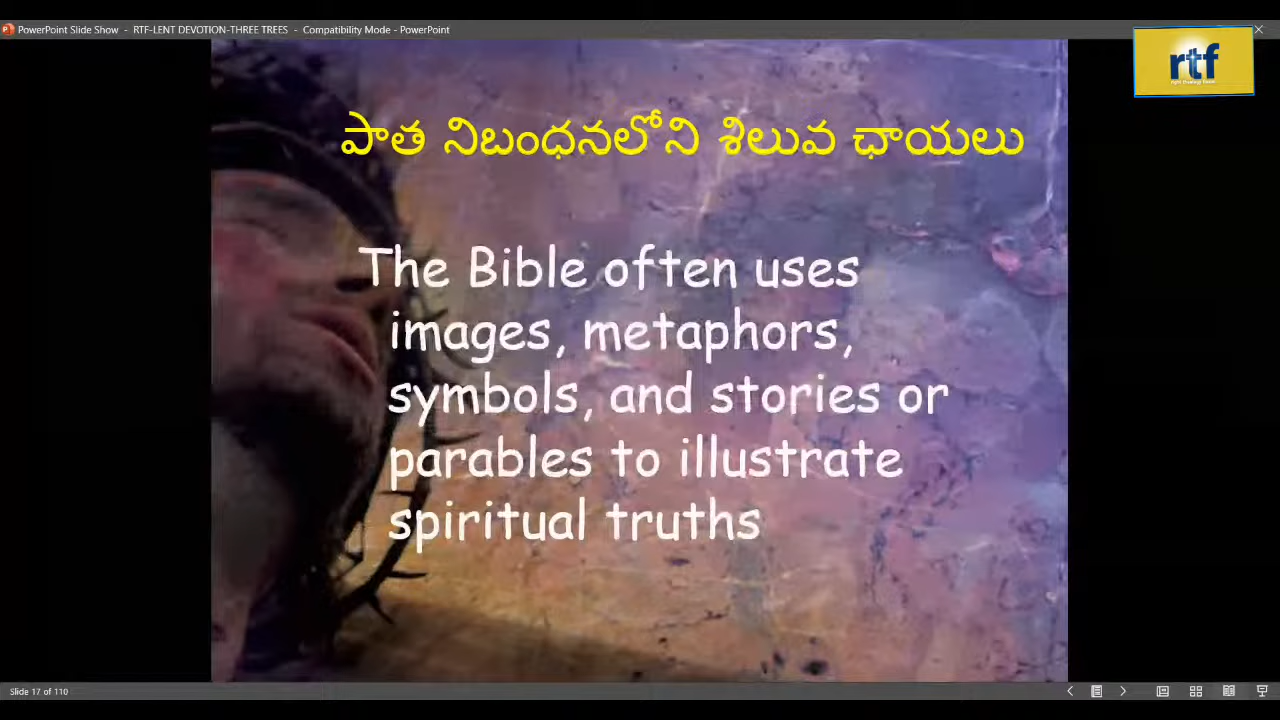 PowerPoint Slide Show - RTF-LENT DEVOTION-THREE TREES - Compatibility Mode - PowerPoint
rtf
పాత నిబంధనలోని శిలువ ఛాయలు
The Bible often uses
images, metaphors,
symbols, and stories or
parables to illustrate
spiritual truths
Slide 17 of 110